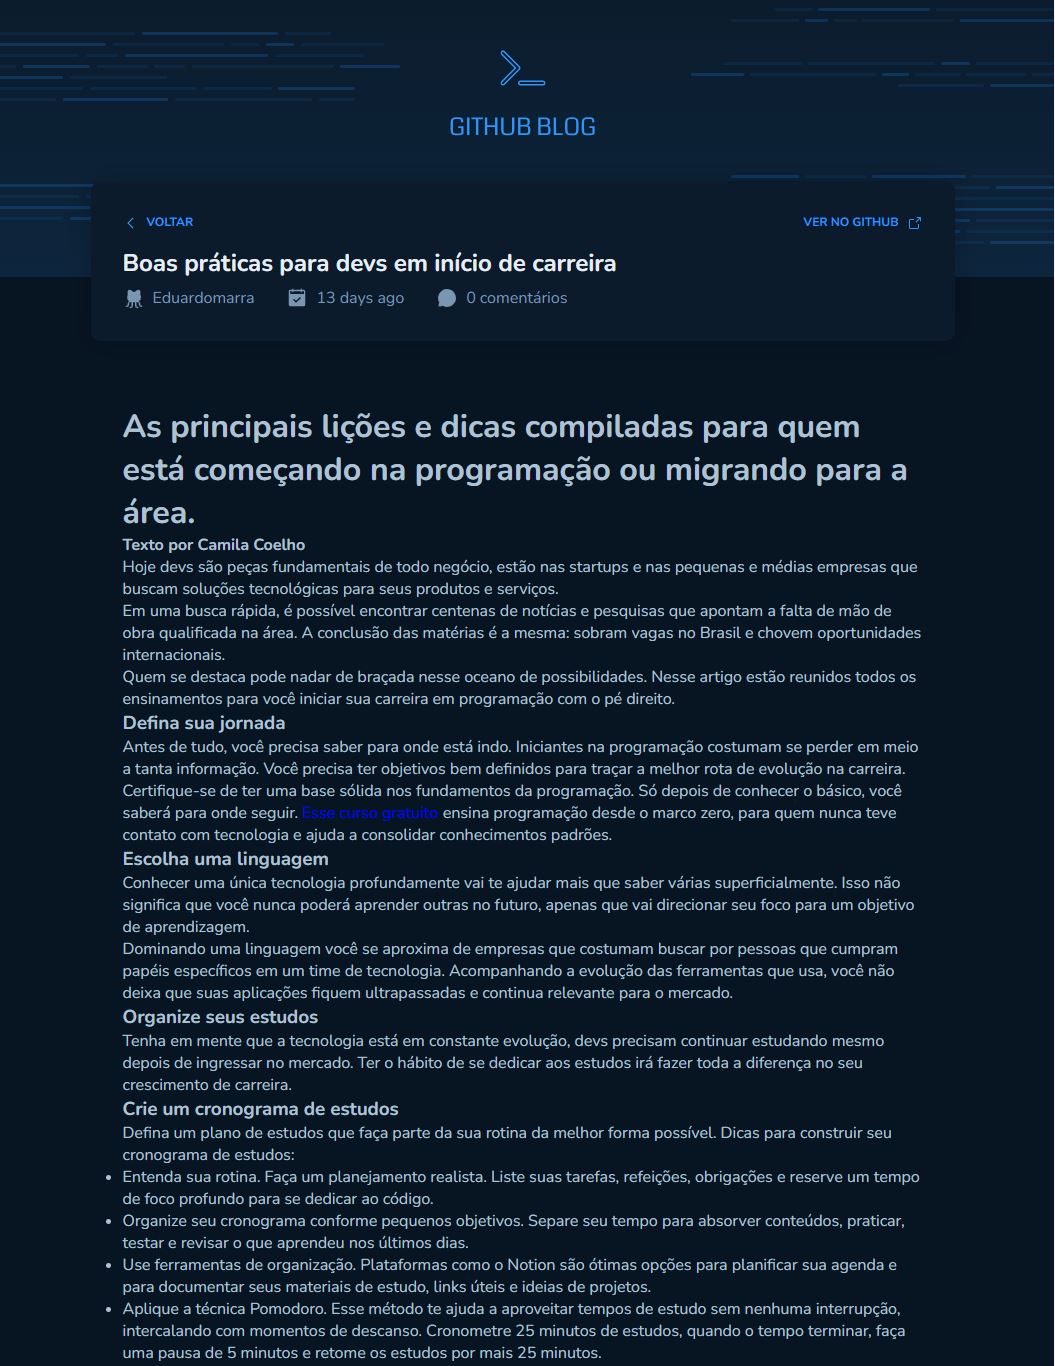 GITHUB BLOG
VOLTAR
VER NO GITHUB
Boas práticas para devs em início de carreira
Eduardomarra
13 days ago
0 comentários
As principais lições e dicas compiladas para quem
está começando na programação ou migrando para a
área.
Texto por Camila Coelho
Hoje devs são peças fundamentais de todo negócio, estão nas startups e nas pequenas e médias empresas que
buscam soluções tecnológicas para seus produtos e serviços.
Em uma busca rápida, é possível encontrar centenas de notícias e pesquisas que apontam a falta de mão de
obra qualificada na área. A conclusão das matérias é a mesma: sobram vagas no Brasil e chovem oportunidades
internacionais.
Quem se destaca pode nadar de braçada nesse oceano de possibilidades. Nesse artigo estão reunidos todos os
ensinamentos para você iniciar sua carreira em programação com o pé direito.
Defina sua jornada
Antes de tudo, você precisa saber para onde está indo. Iniciantes na programação costumam se perder em meio
a tanta informação. Você precisa ter objetivos bem definidos para traçar a melhor rota de evolução na carreira.
Certifique-se de ter uma base sólida nos fundamentos da programação. Só depois de conhecer o básico, você
saberá para onde seguir. Esse curso gratuito ensina programação desde o marco zero, para quem nunca teve
contato com tecnologia e ajuda a consolidar conhecimentos padrões.
Escolha uma linguagem
Conhecer uma única tecnologia profundamente vai te ajudar mais que saber várias superficialmente. Isso não
significa que você nunca poderá aprender outras no futuro, apenas que vai direcionar seu foco para um objetivo
de aprendizagem.
Dominando uma linguagem você se aproxima de empresas que costumam buscar por pessoas que cumpram
papéis específicos em um time de tecnologia. Acompanhando a evolução das ferramentas que usa, você não
deixa que suas aplicações fiquem ultrapassadas e continua relevante para o mercado.
Organize seus estudos
Tenha em mente que a tecnologia está em constante evolução, devs precisam continuar estudando mesmo
depois de ingressar no mercado. Ter o hábito de se dedicar aos estudos irá fazer toda a diferença no seu
crescimento de carreira.
Crie um cronograma de estudos
Defina um plano de estudos que faça parte da sua rotina da melhor forma possível. Dicas para construir seu
cronograma de estudos:
• Entenda sua rotina. Faça um planejamento realista. Liste suas tarefas, refeições, obrigações e reserve um tempo
de foco profundo para se dedicar ao código.
• Organize seu cronograma conforme pequenos objetivos. Separe seu tempo para absorver conteúdos, praticar,
testar e revisar o que aprendeu nos últimos dias.
• Use ferramentas de organização. Plataformas como o Notion são ótimas opções para planificar sua agenda e
para documentar seus materiais de estudo, links úteis e ideias de projetos.
• Aplique a técnica Pomodoro. Esse método te ajuda a aproveitar tempos de estudo sem nenhuma interrupção,
intercalando com momentos de descanso. Cronometre 25 minutos de estudos, quando o tempo terminar, faça
uma pausa de 5 minutos e retome os estudos por mais 25 minutos.